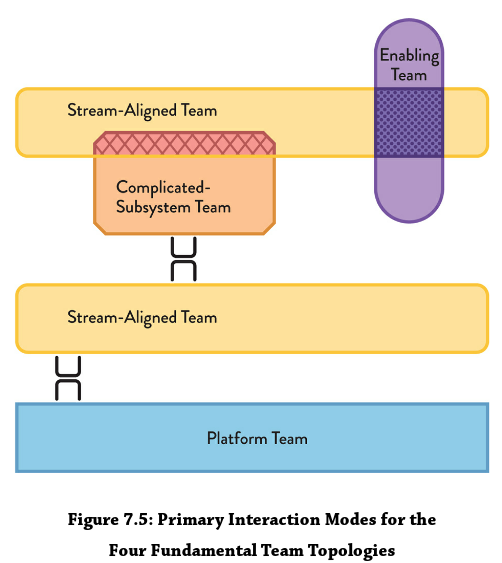 Enabling
Team
Stream-Aligned Team
Complicated-
Subsystem Team
Stream-Aligned Team
Platform Team
Figure 7.5: Primary Interaction Modes for the
Four Fundamental Team Topologies